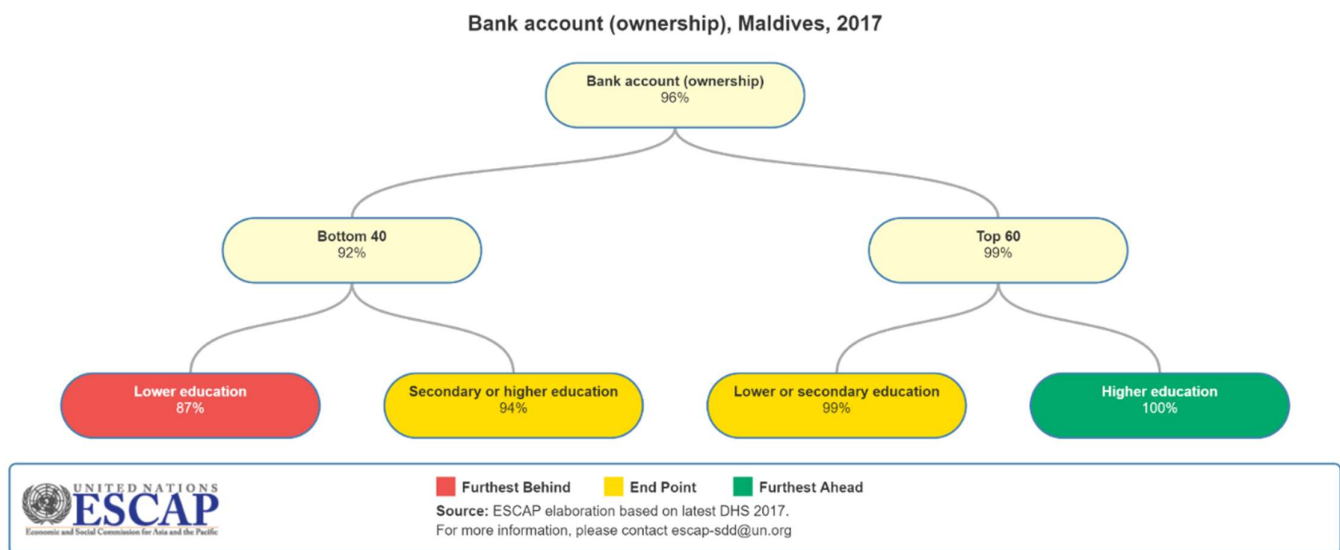 Bank account (ownership), Maldives, 2017
Bank account (ownership)
96%
Bottom 40
92%
Top 60
99%
Lower education
87%
Secondary or higher education
94%
Lower or secondary education
99%
Higher education
100%
UNITED NATIONS
ESCAP
Economic and Social Commission for Asia and the Pacific
Furthest Behind
End Point
Furthest Ahead
Source: ESCAP elaboration based on latest DHS 2017.
For more information, please contact escap-sdd@un.org